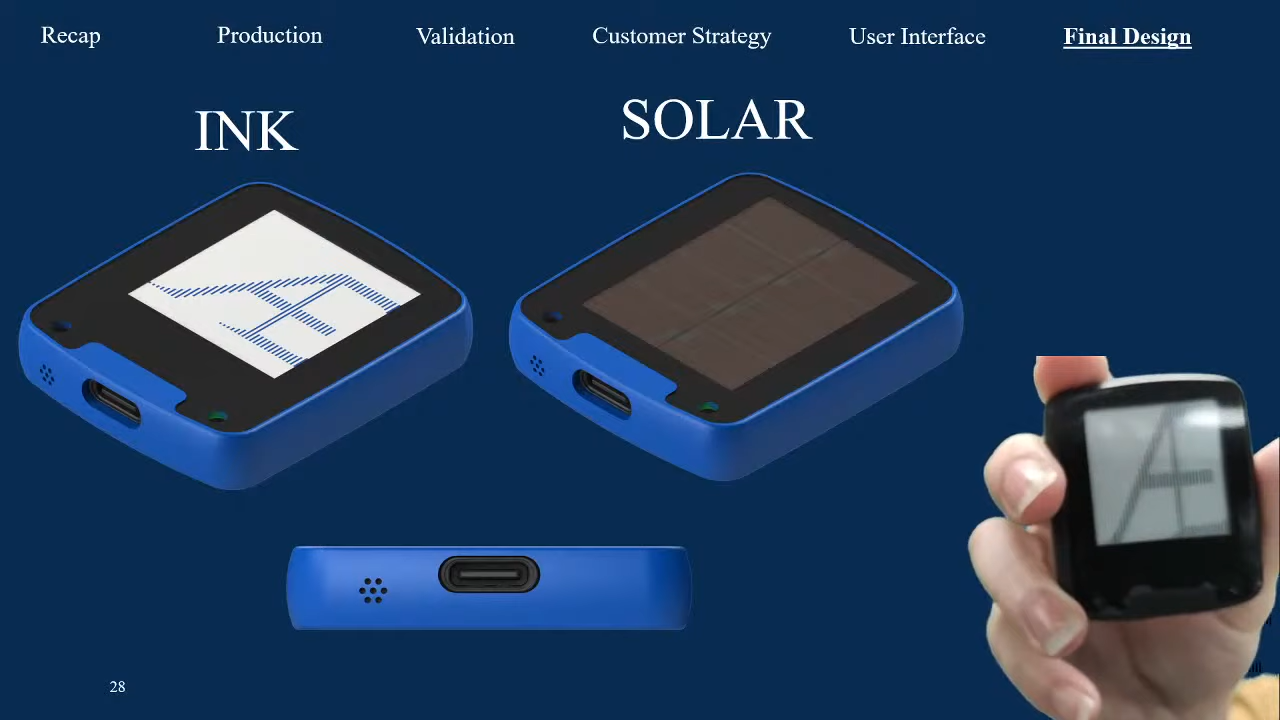 Recap
Production
Validation
Customer Strategy
User Interface
Final Design
INK
SOLAR
28